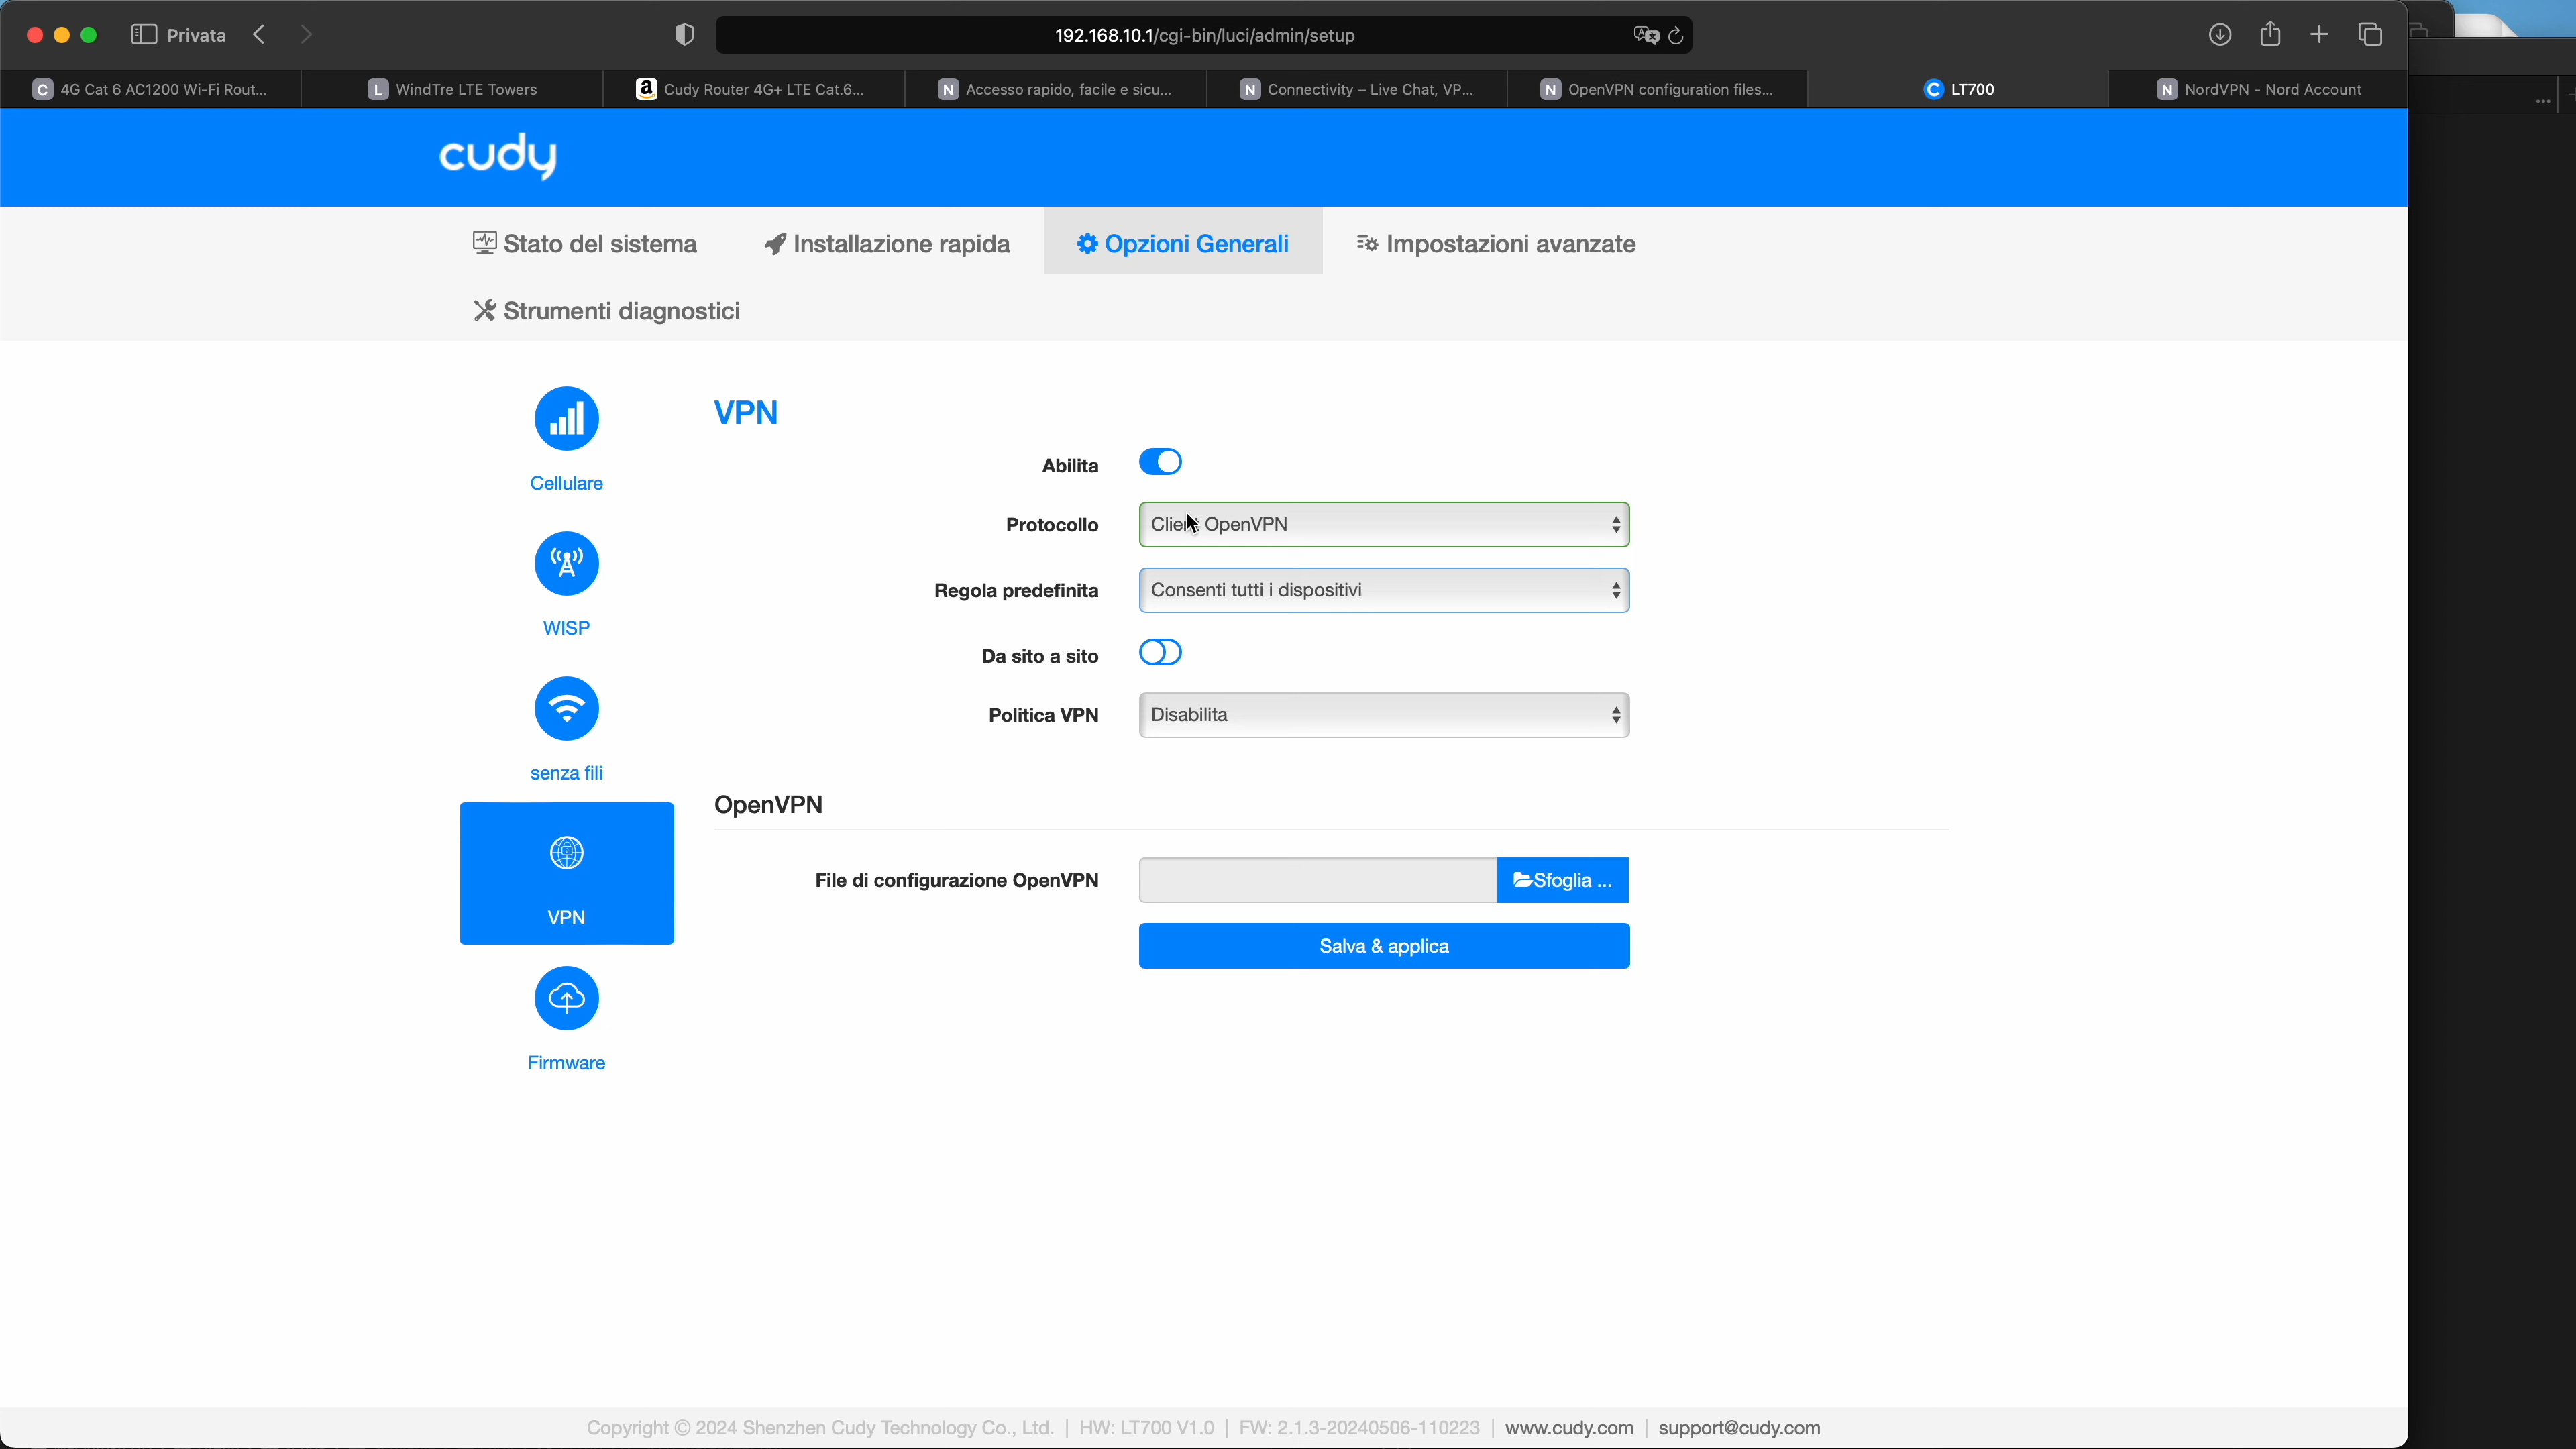 Privata
192.168.10.1/cgi-bin/luci/admin/setup
C 4G Cat 6 AC1200 Wi-Fi Rout...
L WindTre LTE Towers
a Cudy Router 4G+ LTE Cat.6...
N Accesso rapido, facile e sicu...
N Connectivity – Live Chat, VP...
N OpenVPN configuration files...
C LT700
N NordVPN - Nord Account
...
cudy
Stato del sistema
Installazione rapida
Opzioni Generali
Impostazioni avanzate
Strumenti diagnostici
Cellulare
WISP
senza fili
VPN
Firmware
VPN
Abilita
Protocollo Client OpenVPN
Regola predefinita Consenti tutti i dispositivi
Da sito a sito
Politica VPN Disabilita
OpenVPN
File di configurazione OpenVPN Sfoglia ...
Salva & applica
Copyright © 2024 Shenzhen Cudy Technology Co., Ltd. | HW: LT700 V1.0 | FW: 2.1.3-20240506-110223 | www.cudy.com | support@cudy.com